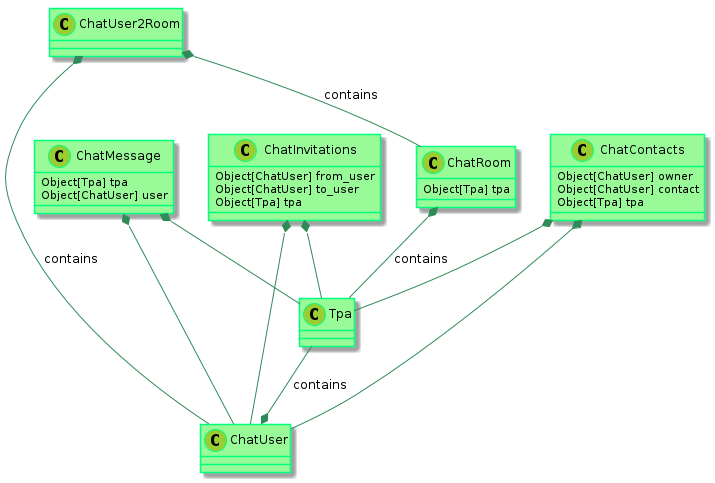 C ChatUser2Room
contains
C ChatMessage
Object[Tpa] tpa
Object[ChatUser] user
C ChatInvitations
Object[ChatUser] from_user
Object[ChatUser] to_user
Object[Tpa] tpa
C ChatRoom
Object[Tpa] tpa
C ChatContacts
Object[ChatUser] owner
Object[ChatUser] contact
Object[Tpa] tpa
contains
contains
C Tpa
contains
C ChatUser